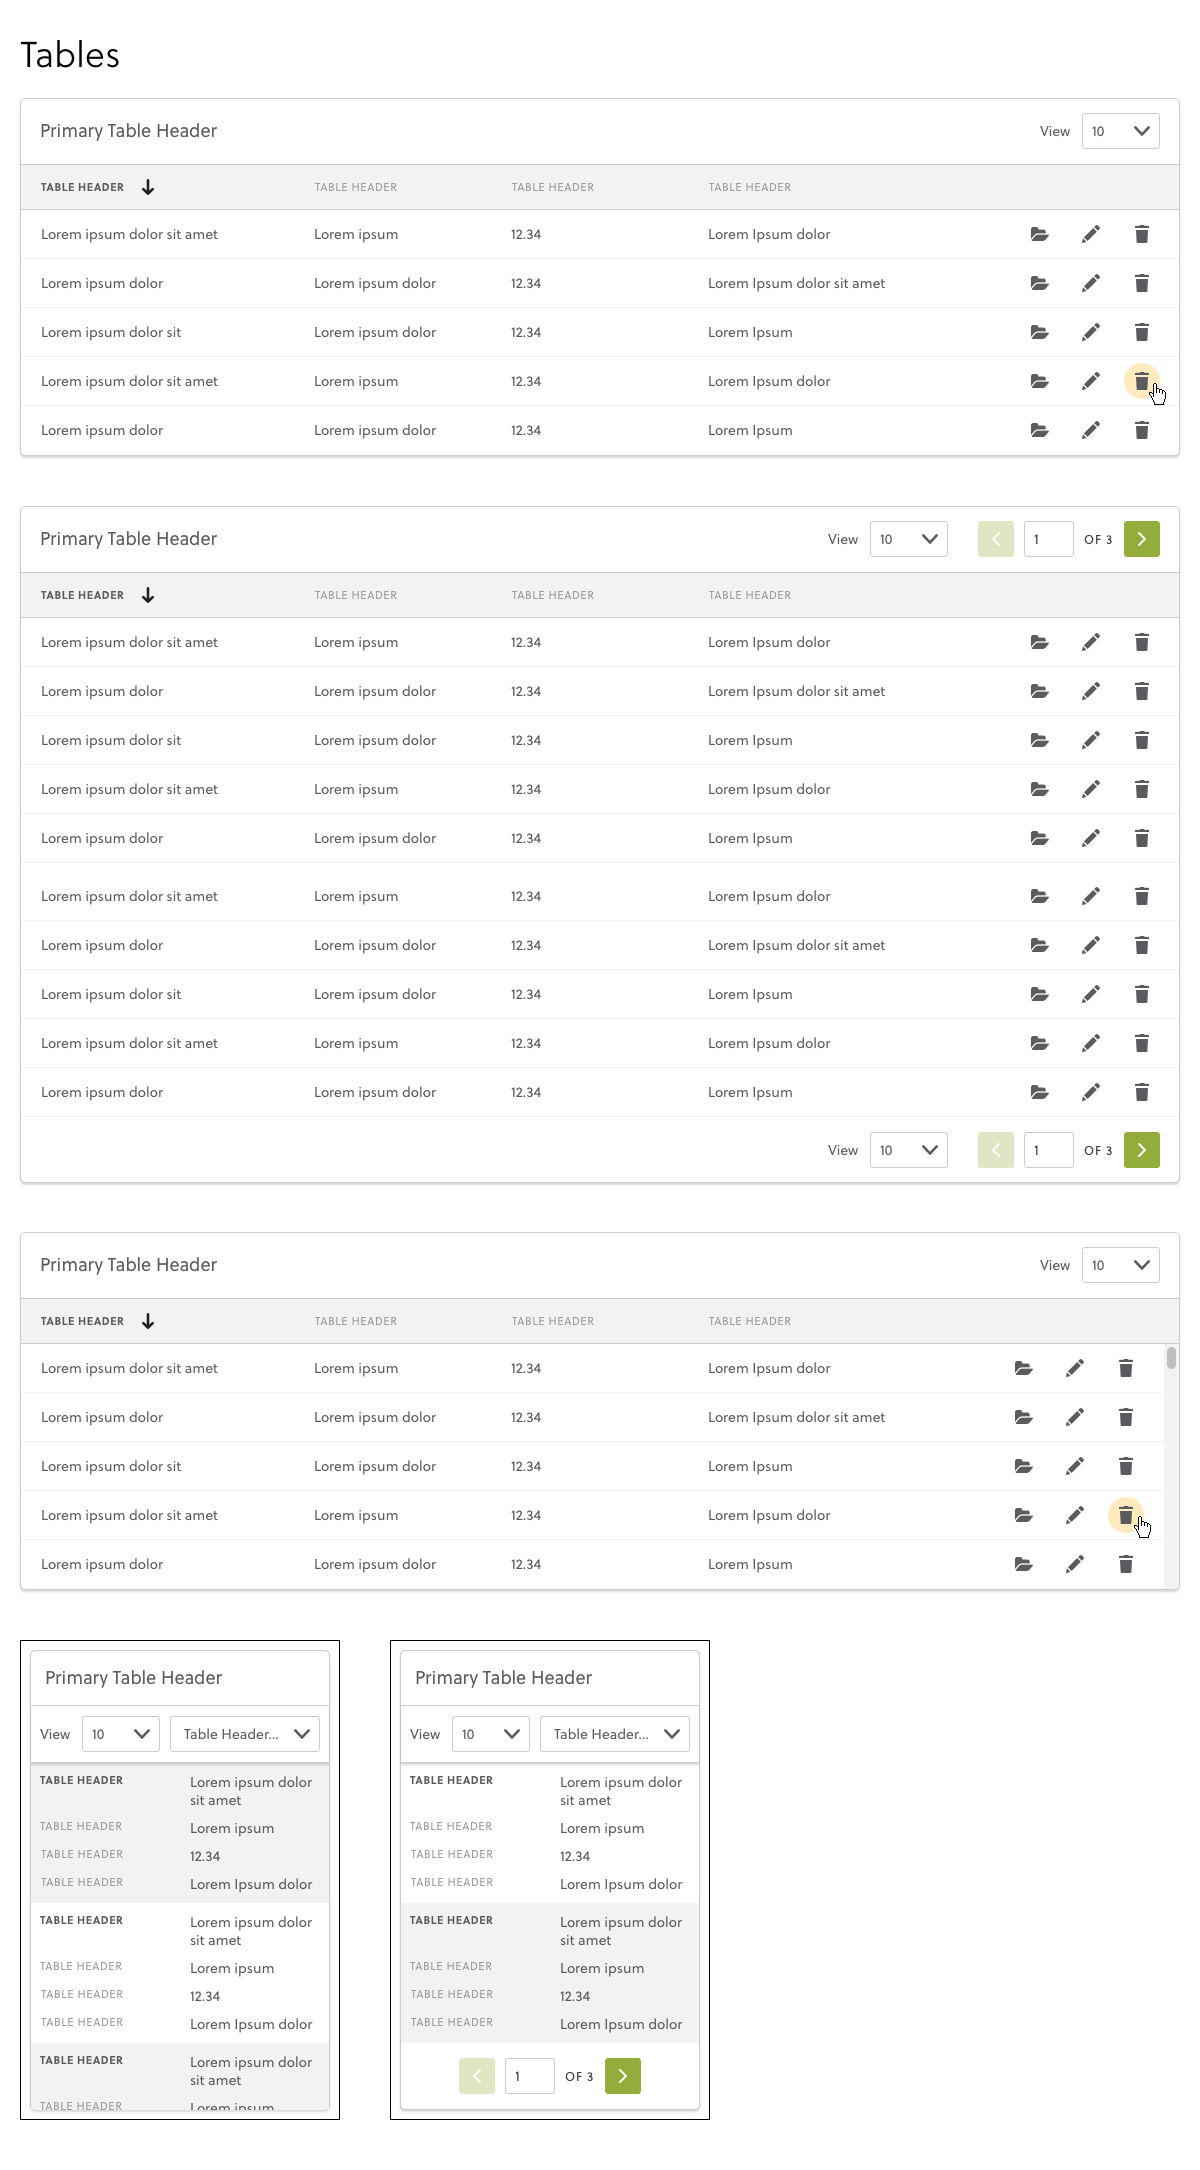 Tables
Primary Table Header View 10
TABLE HEADER TABLE HEADER TABLE HEADER TABLE HEADER
Lorem ipsum dolor sit amet Lorem ipsum 12.34 Lorem Ipsum dolor
Lorem ipsum dolor Lorem ipsum dolor 12.34 Lorem Ipsum dolor sit amet
Lorem ipsum dolor sit Lorem ipsum dolor 12.34 Lorem Ipsum
Lorem ipsum dolor sit amet Lorem ipsum 12.34 Lorem Ipsum dolor
Lorem ipsum dolor Lorem ipsum dolor 12.34 Lorem Ipsum
Primary Table Header View 10 1 OF 3
TABLE HEADER TABLE HEADER TABLE HEADER TABLE HEADER
Lorem ipsum dolor sit amet Lorem ipsum 12.34 Lorem Ipsum dolor
Lorem ipsum dolor Lorem ipsum dolor 12.34 Lorem Ipsum dolor sit amet
Lorem ipsum dolor sit Lorem ipsum dolor 12.34 Lorem Ipsum
Lorem ipsum dolor sit amet Lorem ipsum 12.34 Lorem Ipsum dolor
Lorem ipsum dolor Lorem ipsum dolor 12.34 Lorem Ipsum
Lorem ipsum dolor sit amet Lorem ipsum 12.34 Lorem Ipsum dolor
Lorem ipsum dolor Lorem ipsum dolor 12.34 Lorem Ipsum dolor sit amet
Lorem ipsum dolor sit Lorem ipsum dolor 12.34 Lorem Ipsum
Lorem ipsum dolor sit amet Lorem ipsum 12.34 Lorem Ipsum dolor
Lorem ipsum dolor Lorem ipsum dolor 12.34 Lorem Ipsum
View 10 1 OF 3
Primary Table Header View 10
TABLE HEADER TABLE HEADER TABLE HEADER TABLE HEADER
Lorem ipsum dolor sit amet Lorem ipsum 12.34 Lorem Ipsum dolor
Lorem ipsum dolor Lorem ipsum dolor 12.34 Lorem Ipsum dolor sit amet
Lorem ipsum dolor sit Lorem ipsum dolor 12.34 Lorem Ipsum
Lorem ipsum dolor sit amet Lorem ipsum 12.34 Lorem Ipsum dolor
Lorem ipsum dolor Lorem ipsum dolor 12.34 Lorem Ipsum
Primary Table Header
View 10 Table Header...
TABLE HEADER Lorem ipsum dolor
sit amet
TABLE HEADER Lorem ipsum
TABLE HEADER 12.34
TABLE HEADER Lorem Ipsum dolor
TABLE HEADER Lorem ipsum dolor
sit amet
TABLE HEADER Lorem ipsum
TABLE HEADER 12.34
TABLE HEADER Lorem Ipsum dolor
TABLE HEADER Lorem ipsum dolor
sit amet
TABLE HEADER Lorem ipsum
Primary Table Header
View 10 Table Header...
TABLE HEADER Lorem ipsum dolor
sit amet
TABLE HEADER Lorem ipsum
TABLE HEADER 12.34
TABLE HEADER Lorem Ipsum dolor
TABLE HEADER Lorem ipsum dolor
sit amet
TABLE HEADER Lorem ipsum
TABLE HEADER 12.34
TABLE HEADER Lorem Ipsum dolor
1 OF 3